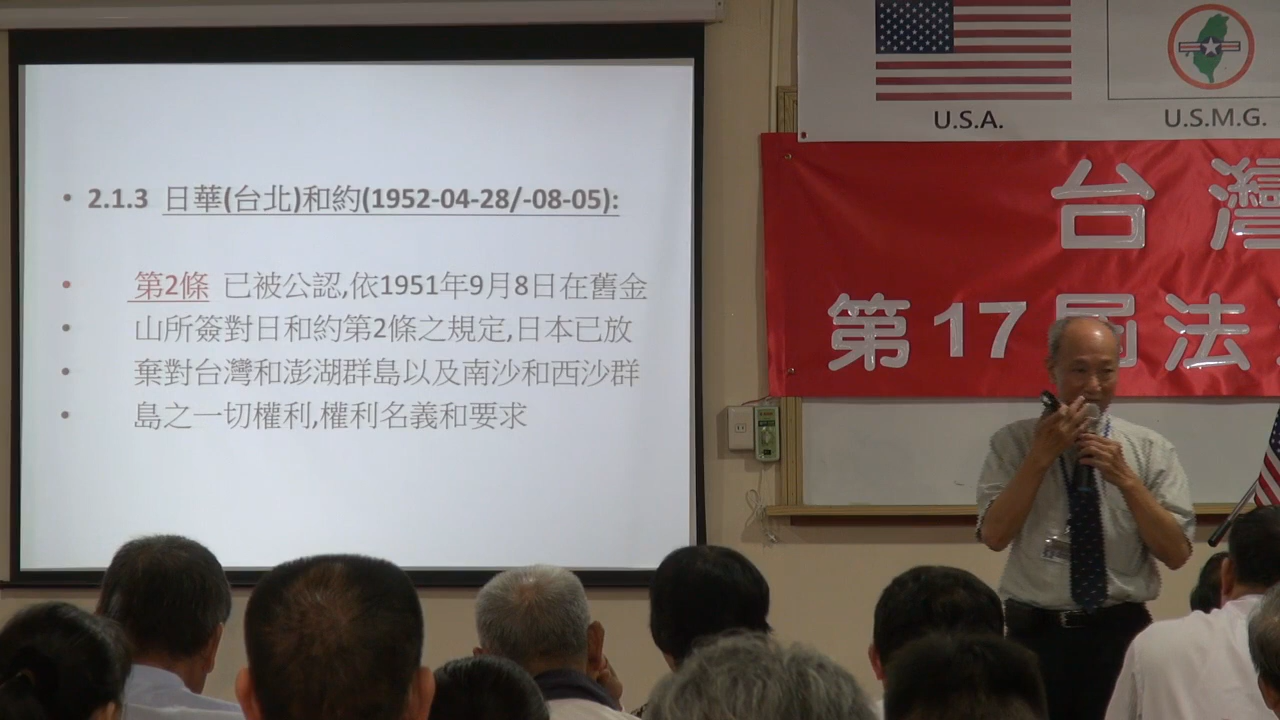 • 2.1.3 日華(台北)和約(1952-04-28/-08-05):
• 第2條 已被公認,依1951年9月8日在舊金
• 山所簽對日和約第2條之規定,日本已放
• 棄對台灣和澎湖群島以及南沙和西沙群
• 島之一切權利,權利名義和要求
U.S.A.
U.S.M.G.
台灣
第17屆法